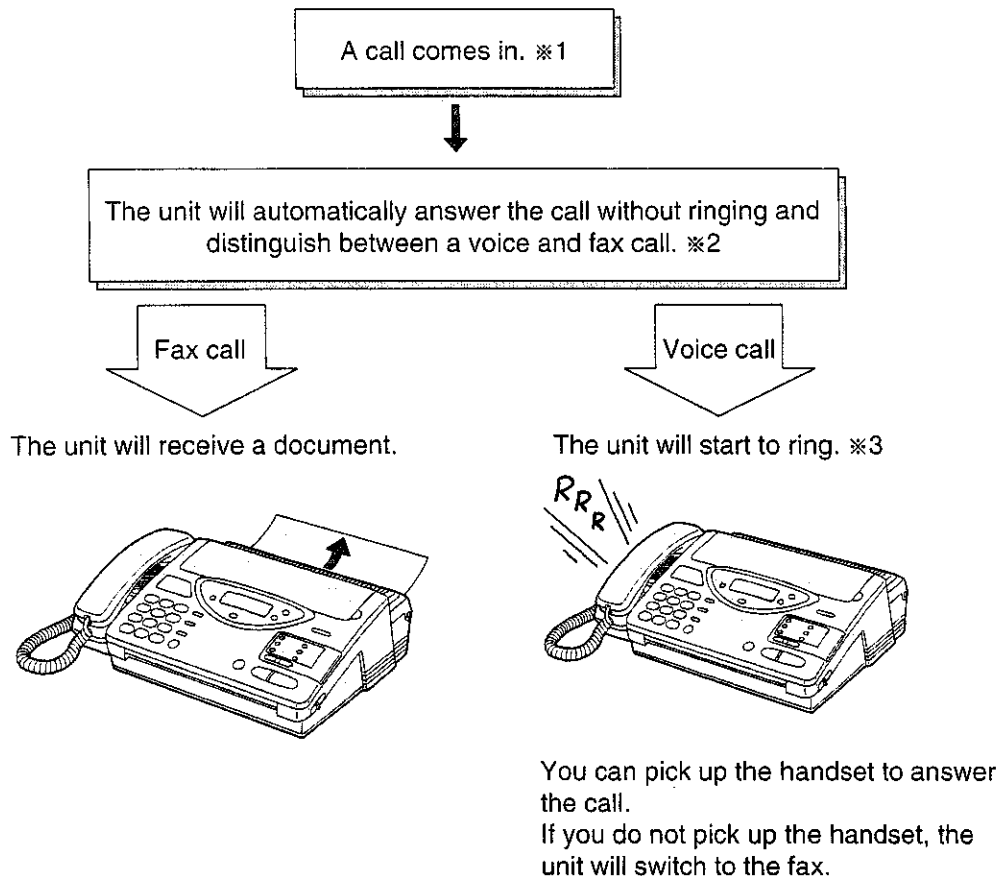 A call comes in. ※1
The unit will automatically answer the call without ringing and
distinguish between a voice and fax call. ※2
Fax call
Voice call
The unit will receive a document.
The unit will start to ring. ※3
RRR
You can pick up the handset to answer
the call.
If you do not pick up the handset, the
unit will switch to the fax.